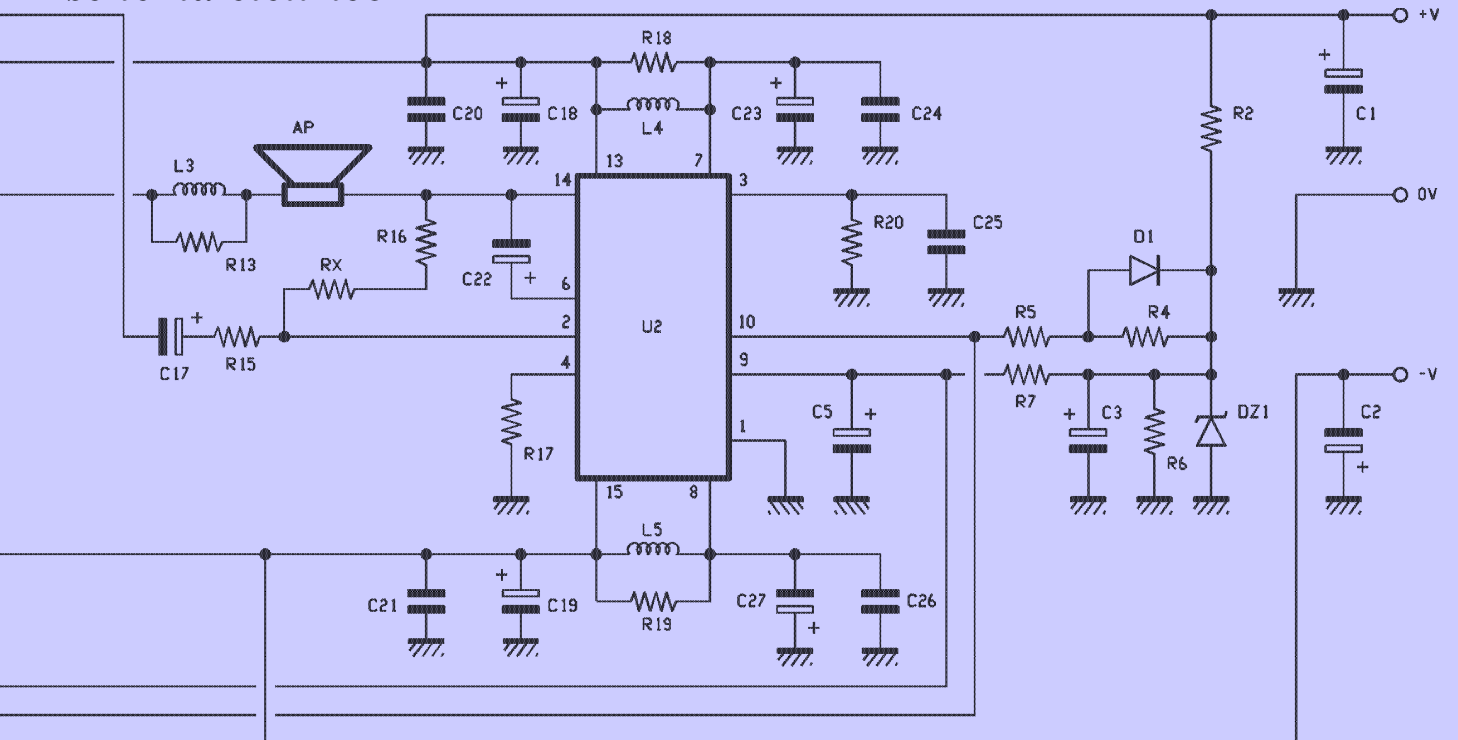 +V
R18
+
+
+
C20
C18
L4
C23
C24
R2
C1
AP
L3
13
7
14
3
0V
R16
R20
C25
R13
RX
C22
+
6
D1
+
2
U2
10
R5
R4
R15
C17
4
9
-V
R7
C5
+
+
C3
DZ1
C2
1
R17
R6
+
15
8
L5
+
C21
C19
C27
C26
R19
+